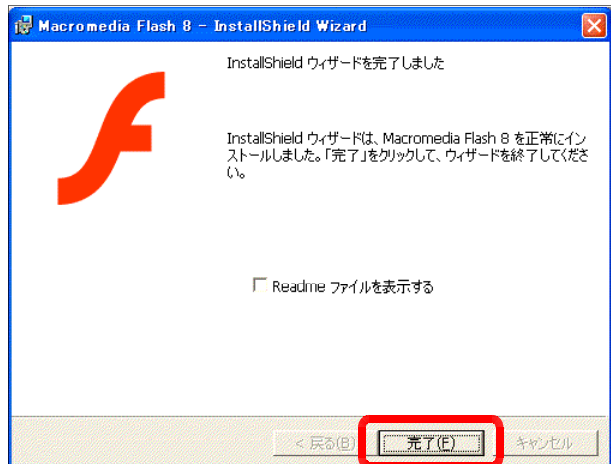 Macromedia Flash 8 - InstallShield Wizard
InstallShield ウィザードを完了しました
InstallShield ウィザードは、Macromedia Flash 8 を正常にイン
ストールしました。「完了」をクリックして、ウィザードを終了してくださ
い。
Readme ファイルを表示する
< 戻る(B) 完了(F) キャンセル